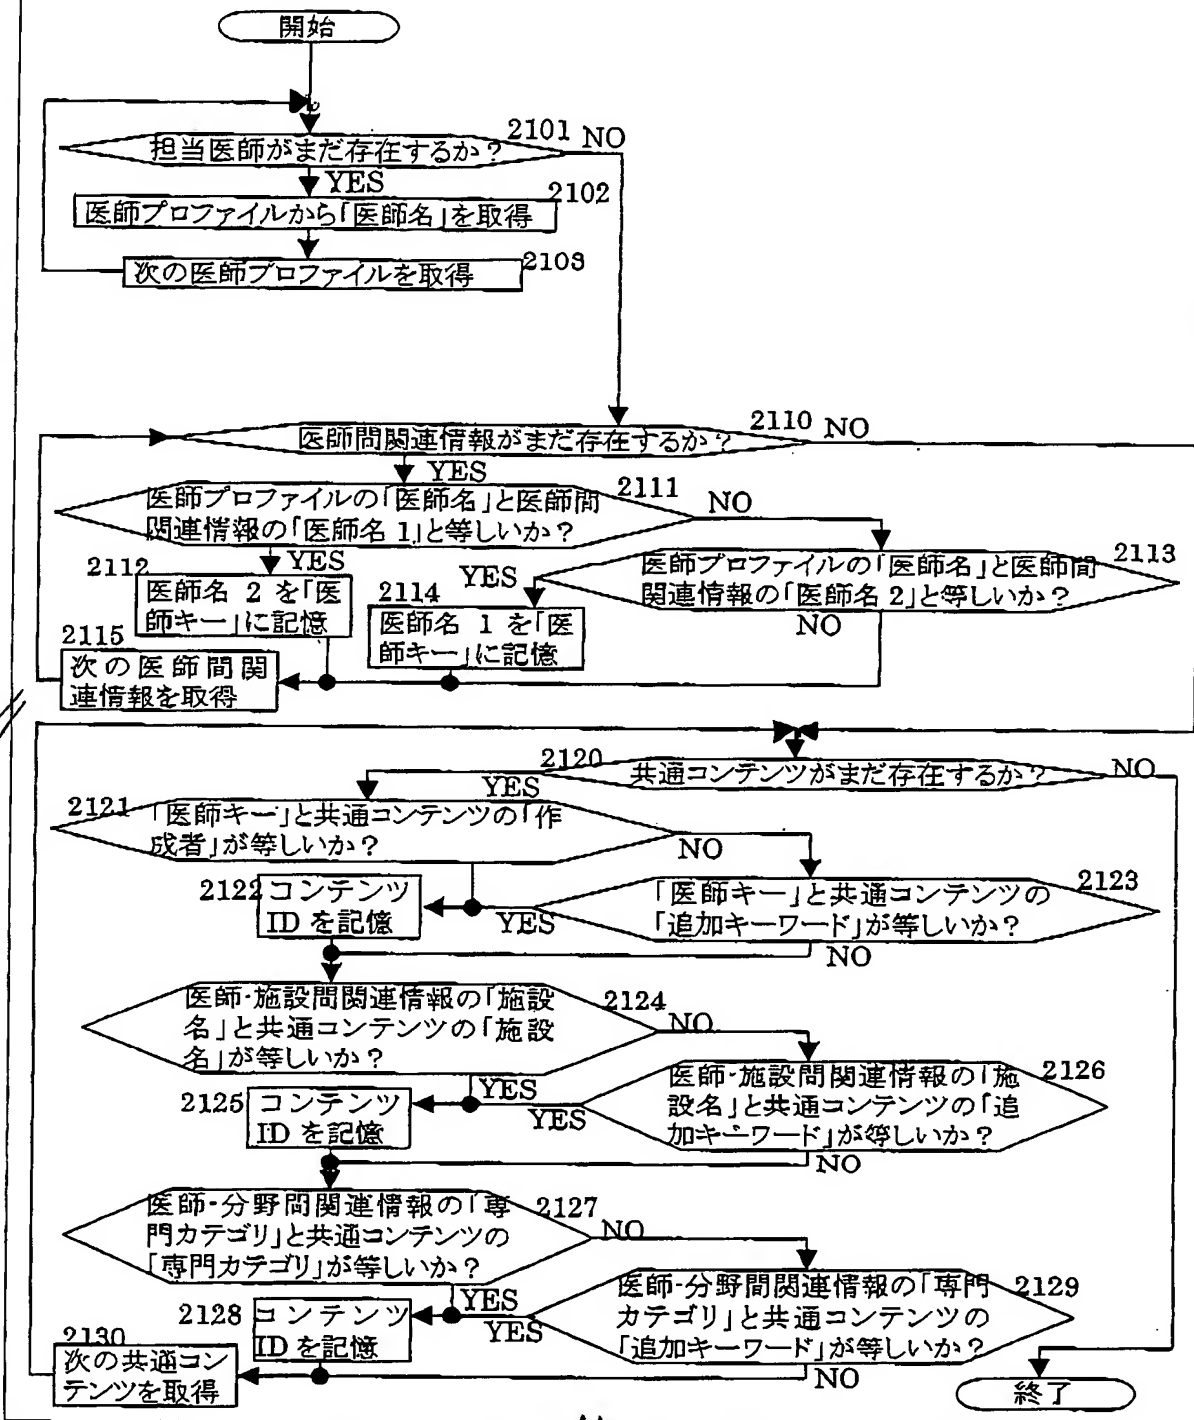 開始
2101
NO
担当医師がまだ存在するか?
YES
2102
医師プロファイルから「医師名」を取得
2103
次の医師プロファイルを取得
2110
NO
医師間関連情報がまだ存在するか?
YES
2111
NO
医師プロファイルの「医師名」と医師間
関連情報の「医師名 1」と等しいか?
YES
2113
医師プロファイルの「医師名」と医師間
関連情報の「医師名 2」と等しいか?
YES
NO
2112
医師名 2 を「医
師キー」に記憶
2114
医師名 1 を「医
師キー」に記憶
2115
次の医師間関
連情報を取得
2120
NO
共通コンテンツがまだ存在するか?
YES
2121
「医師キー」と共通コンテンツの「作
成者」が等しいか?
NO
2123
「医師キー」と共通コンテンツの
「追加キーワード」が等しいか?
YES
NO
2122
コンテンツ
ID を記憶
2124
NO
医師-施設間関連情報の「施設
名」と共通コンテンツの「施設
名」が等しいか?
YES
2126
医師-施設間関連情報の「施
設名」と共通コンテンツの「追
加キーワード」が等しいか?
YES
NO
2125
コンテンツ
ID を記憶
2127
NO
医師-分野間関連情報の「専
門カテゴリ」と共通コンテンツの
「専門カテゴリ」が等しいか?
YES
2129
医師-分野間関連情報の「専門
カテゴリ」と共通コンテンツの
「追加キーワード」が等しいか?
YES
NO
2128
コンテンツ
ID を記憶
2130
次の共通コン
テンツを取得
終了